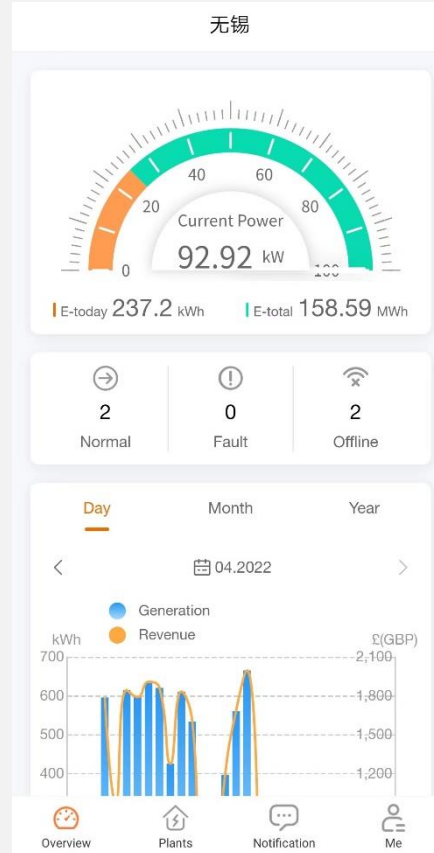 无锡
40 60
20 80
Current Power
92.92 kW
0 100
E-today 237.2 kWh E-total 158.59 MWh
2 0 2
Normal Fault Offline
Day Month Year
04.2022
Generation
Revenue
kWh £(GBP)
700 2,100
600 1,800
500 1,500
400 1,200
Overview Plants Notification Me